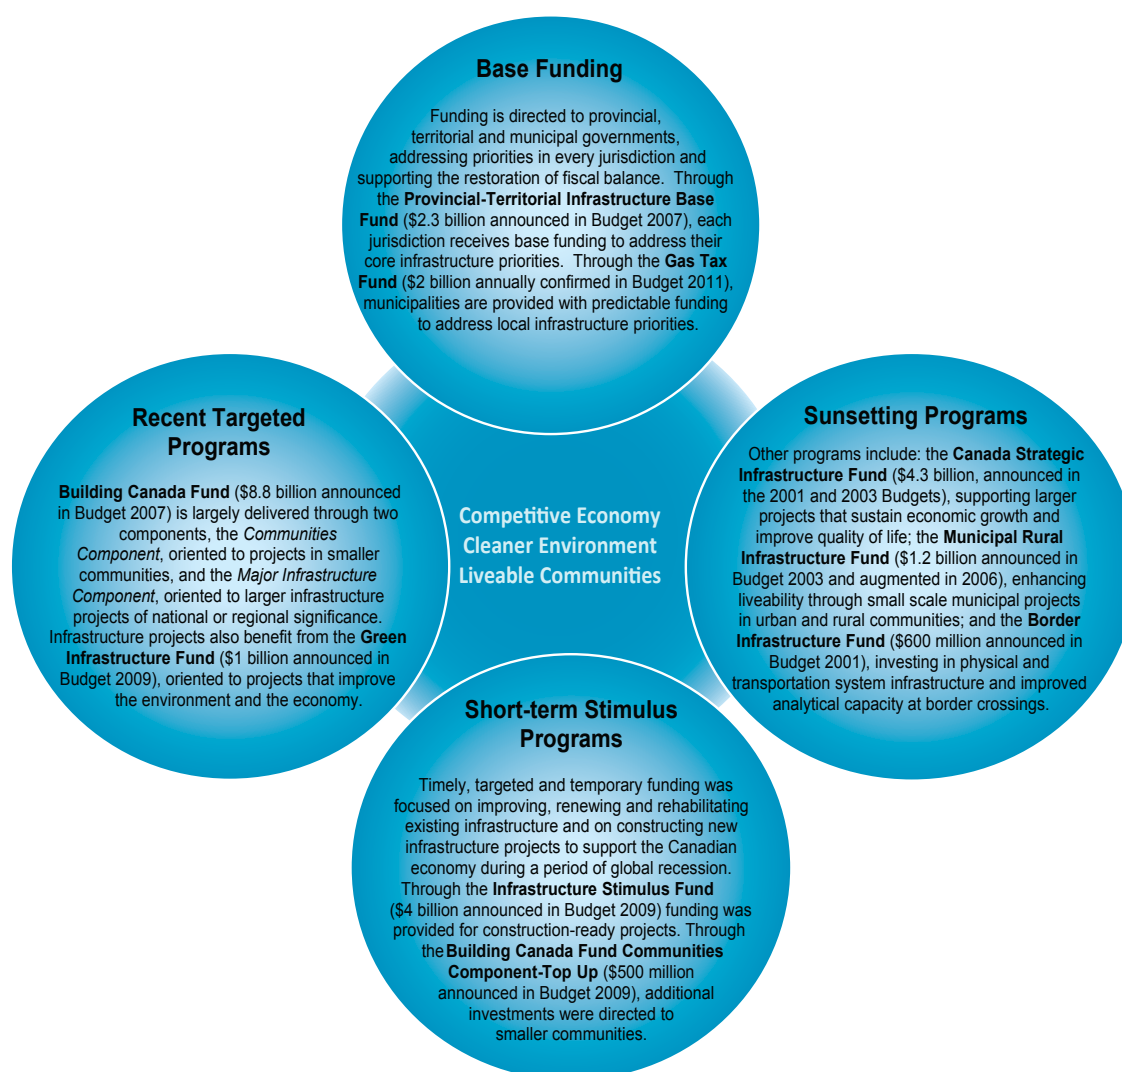 Base Funding
Funding is directed to provincial,
territorial and municipal governments,
addressing priorities in every jurisdiction and
supporting the restoration of fiscal balance.  Through
the Provincial-Territorial Infrastructure Base
Fund ($2.3 billion announced in Budget 2007), each
jurisdiction receives base funding to address their
core infrastructure priorities.  Through the Gas Tax
Fund ($2 billion annually confirmed in Budget 2011),
municipalities are provided with predictable funding
to address local infrastructure priorities.
Recent Targeted
Programs
Building Canada Fund ($8.8 billion announced
in Budget 2007) is largely delivered through two
components, the Communities
Component, oriented to projects in smaller
communities, and the Major Infrastructure
Component, oriented to larger infrastructure
projects of national or regional significance.
Infrastructure projects also benefit from the Green
Infrastructure Fund ($1 billion announced in
Budget 2009), oriented to projects that improve
the environment and the economy.
Competitive Economy
Cleaner Environment
Liveable Communities
Sunsetting Programs
Other programs include: the Canada Strategic
Infrastructure Fund ($4.3 billion, announced in
the 2001 and 2003 Budgets), supporting larger
projects that sustain economic growth and
improve quality of life; the Municipal Rural
Infrastructure Fund ($1.2 billion announced in
Budget 2003 and augmented in 2006), enhancing
liveability through small scale municipal projects
in urban and rural communities; and the Border
Infrastructure Fund ($600 million announced in
Budget 2001), investing in physical and
transportation system infrastructure and improved
analytical capacity at border crossings.
Short-term Stimulus
Programs
Timely, targeted and temporary funding was
focused on improving, renewing and rehabilitating
existing infrastructure and on constructing new
infrastructure projects to support the Canadian
economy during a period of global recession.
Through the Infrastructure Stimulus Fund
($4 billion announced in Budget 2009) funding was
provided for construction-ready projects. Through
the Building Canada Fund Communities
Component-Top Up ($500 million
announced in Budget 2009), additional
investments were directed to
smaller communities.